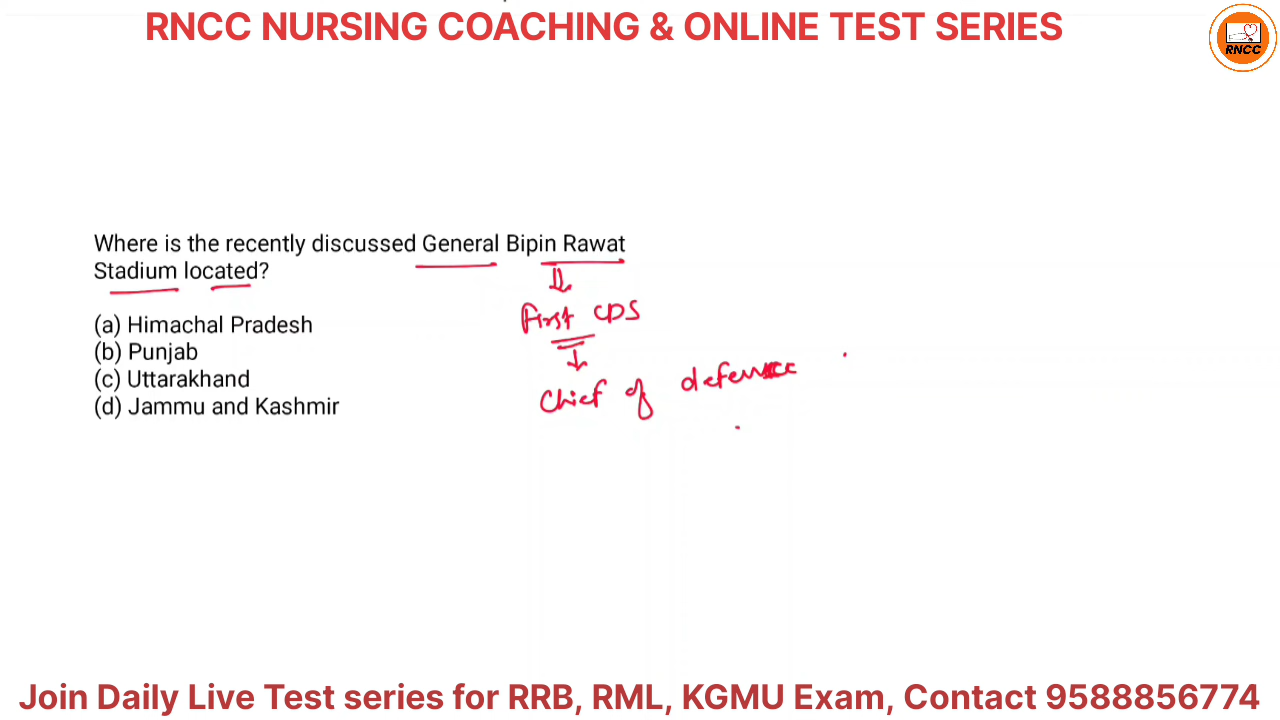 RNCC NURSING COACHING & ONLINE TEST SERIES
RNCC
Where is the recently discussed General Bipin Rawat
Stadium located?
First CDS
(a) Himachal Pradesh
(b) Punjab
(c) Uttarakhand
(d) Jammu and Kashmir
Chief of defence
Join Daily Live Test series for RRB, RML, KGMU Exam, Contact 9588856774